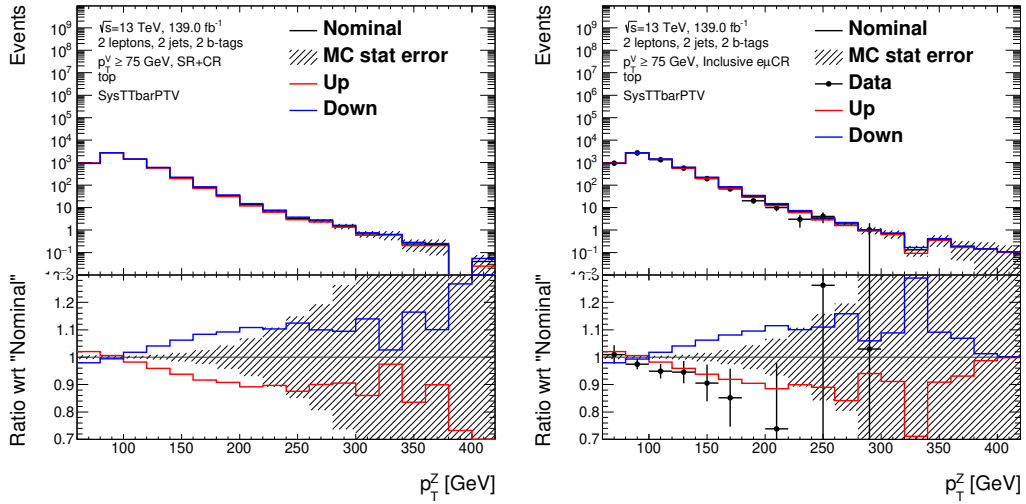 Events
√s=13 TeV, 139.0 fb⁻¹
2 leptons, 2 jets, 2 b-tags
p_T^V ≥ 75 GeV, SR+CR
top
SysTTbarPTV
Nominal
MC stat error
Up
Down
10⁹
10⁸
10⁷
10⁶
10⁵
10⁴
10³
10²
10
1
10⁻¹
10⁻²
Ratio wrt "Nominal"
1.2
1.1
1
0.9
0.8
0.7
100 150 200 250 300 350 400
p_T^Z [GeV]
Events
√s=13 TeV, 139.0 fb⁻¹
2 leptons, 2 jets, 2 b-tags
p_T^V ≥ 75 GeV, Inclusive eμCR
top
SysTTbarPTV
Nominal
MC stat error
Data
Up
Down
10⁹
10⁸
10⁷
10⁶
10⁵
10⁴
10³
10²
10
1
10⁻¹
10⁻²
Ratio wrt "Nominal"
1.2
1.1
1
0.9
0.8
0.7
100 150 200 250 300 350 400
p_T^Z [GeV]